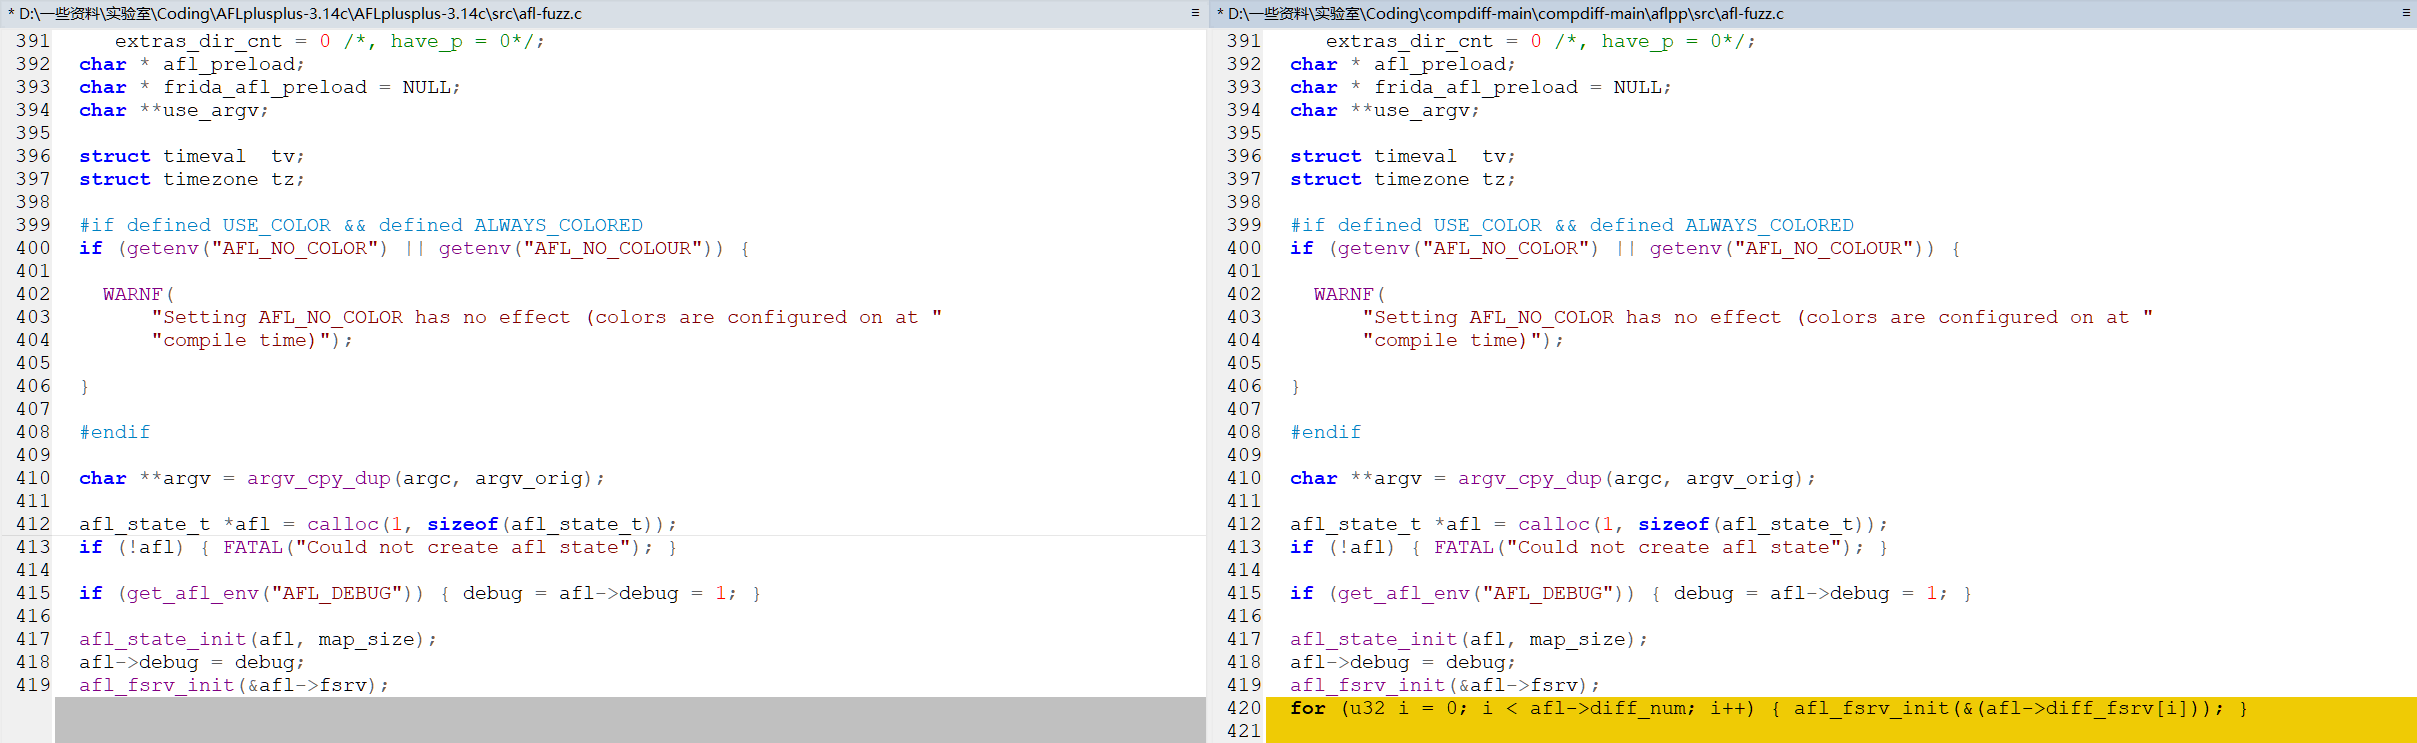 * D:\一些资料\实验室\Coding\AFLplusplus-3.14c\AFLplusplus-3.14c\src\afl-fuzz.c
391 extras_dir_cnt = 0 /*, have_p = 0*/;
392 char * afl_preload;
393 char * frida_afl_preload = NULL;
394 char **use_argv;
395
396 struct timeval  tv;
397 struct timezone tz;
398
399 #if defined USE_COLOR && defined ALWAYS_COLORED
400 if (getenv("AFL_NO_COLOR") || getenv("AFL_NO_COLOUR")) {
401
402 WARNF(
403 "Setting AFL_NO_COLOR has no effect (colors are configured on at "
404 "compile time)");
405
406 }
407
408 #endif
409
410 char **argv = argv_cpy_dup(argc, argv_orig);
411
412 afl_state_t *afl = calloc(1, sizeof(afl_state_t));
413 if (!afl) { FATAL("Could not create afl state"); }
414
415 if (get_afl_env("AFL_DEBUG")) { debug = afl->debug = 1; }
416
417 afl_state_init(afl, map_size);
418 afl->debug = debug;
419 afl_fsrv_init(&afl->fsrv);
* D:\一些资料\实验室\Coding\compdiff-main\compdiff-main\aflpp\src\afl-fuzz.c
391 extras_dir_cnt = 0 /*, have_p = 0*/;
392 char * afl_preload;
393 char * frida_afl_preload = NULL;
394 char **use_argv;
395
396 struct timeval  tv;
397 struct timezone tz;
398
399 #if defined USE_COLOR && defined ALWAYS_COLORED
400 if (getenv("AFL_NO_COLOR") || getenv("AFL_NO_COLOUR")) {
401
402 WARNF(
403 "Setting AFL_NO_COLOR has no effect (colors are configured on at "
404 "compile time)");
405
406 }
407
408 #endif
409
410 char **argv = argv_cpy_dup(argc, argv_orig);
411
412 afl_state_t *afl = calloc(1, sizeof(afl_state_t));
413 if (!afl) { FATAL("Could not create afl state"); }
414
415 if (get_afl_env("AFL_DEBUG")) { debug = afl->debug = 1; }
416
417 afl_state_init(afl, map_size);
418 afl->debug = debug;
419 afl_fsrv_init(&afl->fsrv);
420 for (u32 i = 0; i < afl->diff_num; i++) { afl_fsrv_init(&(afl->diff_fsrv[i])); }
421